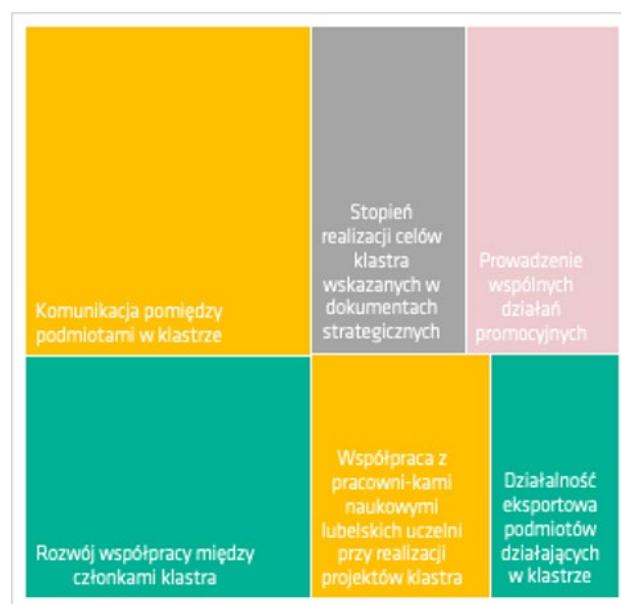 Komunikacja pomiędzy
podmiotami w klastrze
Stopień
realizacji celów
klastra
wskazanych w
dokumentach
strategicznych
Prowadzenie
wspólnych
działań
promocyjnych
Rozwój współpracy między
członkami klastra
Współpraca z
pracowni-kami
naukowymi
lubelskich uczelni
przy realizacji
projektów klastra
Działalność
eksportowa
podmiotów
działających
w klastrze